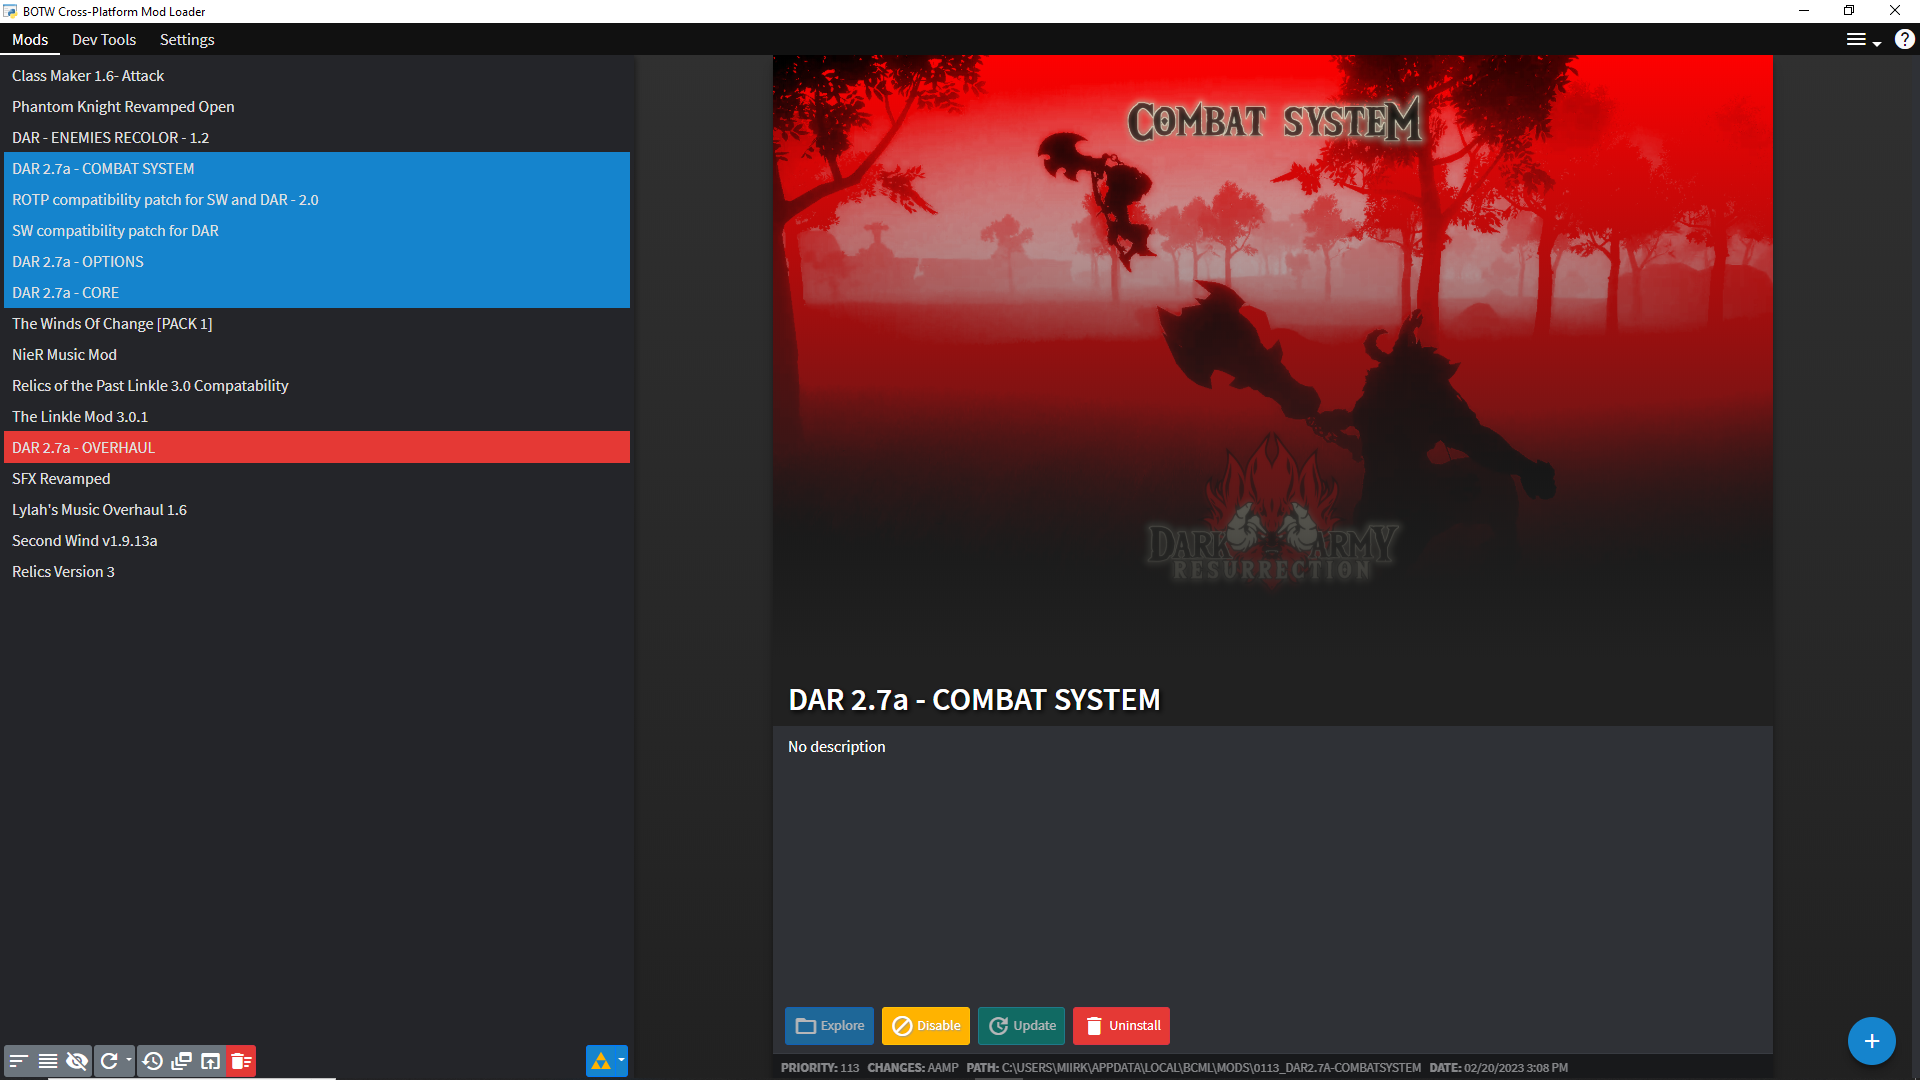 BOTW Cross-Platform Mod Loader
Mods Dev Tools Settings
Class Maker 1.6- Attack
Phantom Knight Revamped Open
DAR - ENEMIES RECOLOR - 1.2
DAR 2.7a - COMBAT SYSTEM
ROTP compatibility patch for SW and DAR - 2.0
SW compatibility patch for DAR
DAR 2.7a - OPTIONS
DAR 2.7a - CORE
The Winds Of Change [PACK 1]
NieR Music Mod
Relics of the Past Linkle 3.0 Compatability
The Linkle Mod 3.0.1
DAR 2.7a - OVERHAUL
SFX Revamped
Lylah's Music Overhaul 1.6
Second Wind v1.9.13a
Relics Version 3
COMBAT SYSTEM
DARK ARMY
RESURRECTION
DAR 2.7a - COMBAT SYSTEM
No description
Explore Disable Update Uninstall
PRIORITY: 113 CHANGES: AAMP PATH: C:\USERS\MIIRK\APPDATA\LOCAL\BCML\MODS\0113_DAR2.7A-COMBATSYSTEM DATE: 02/20/2023 3:08 PM